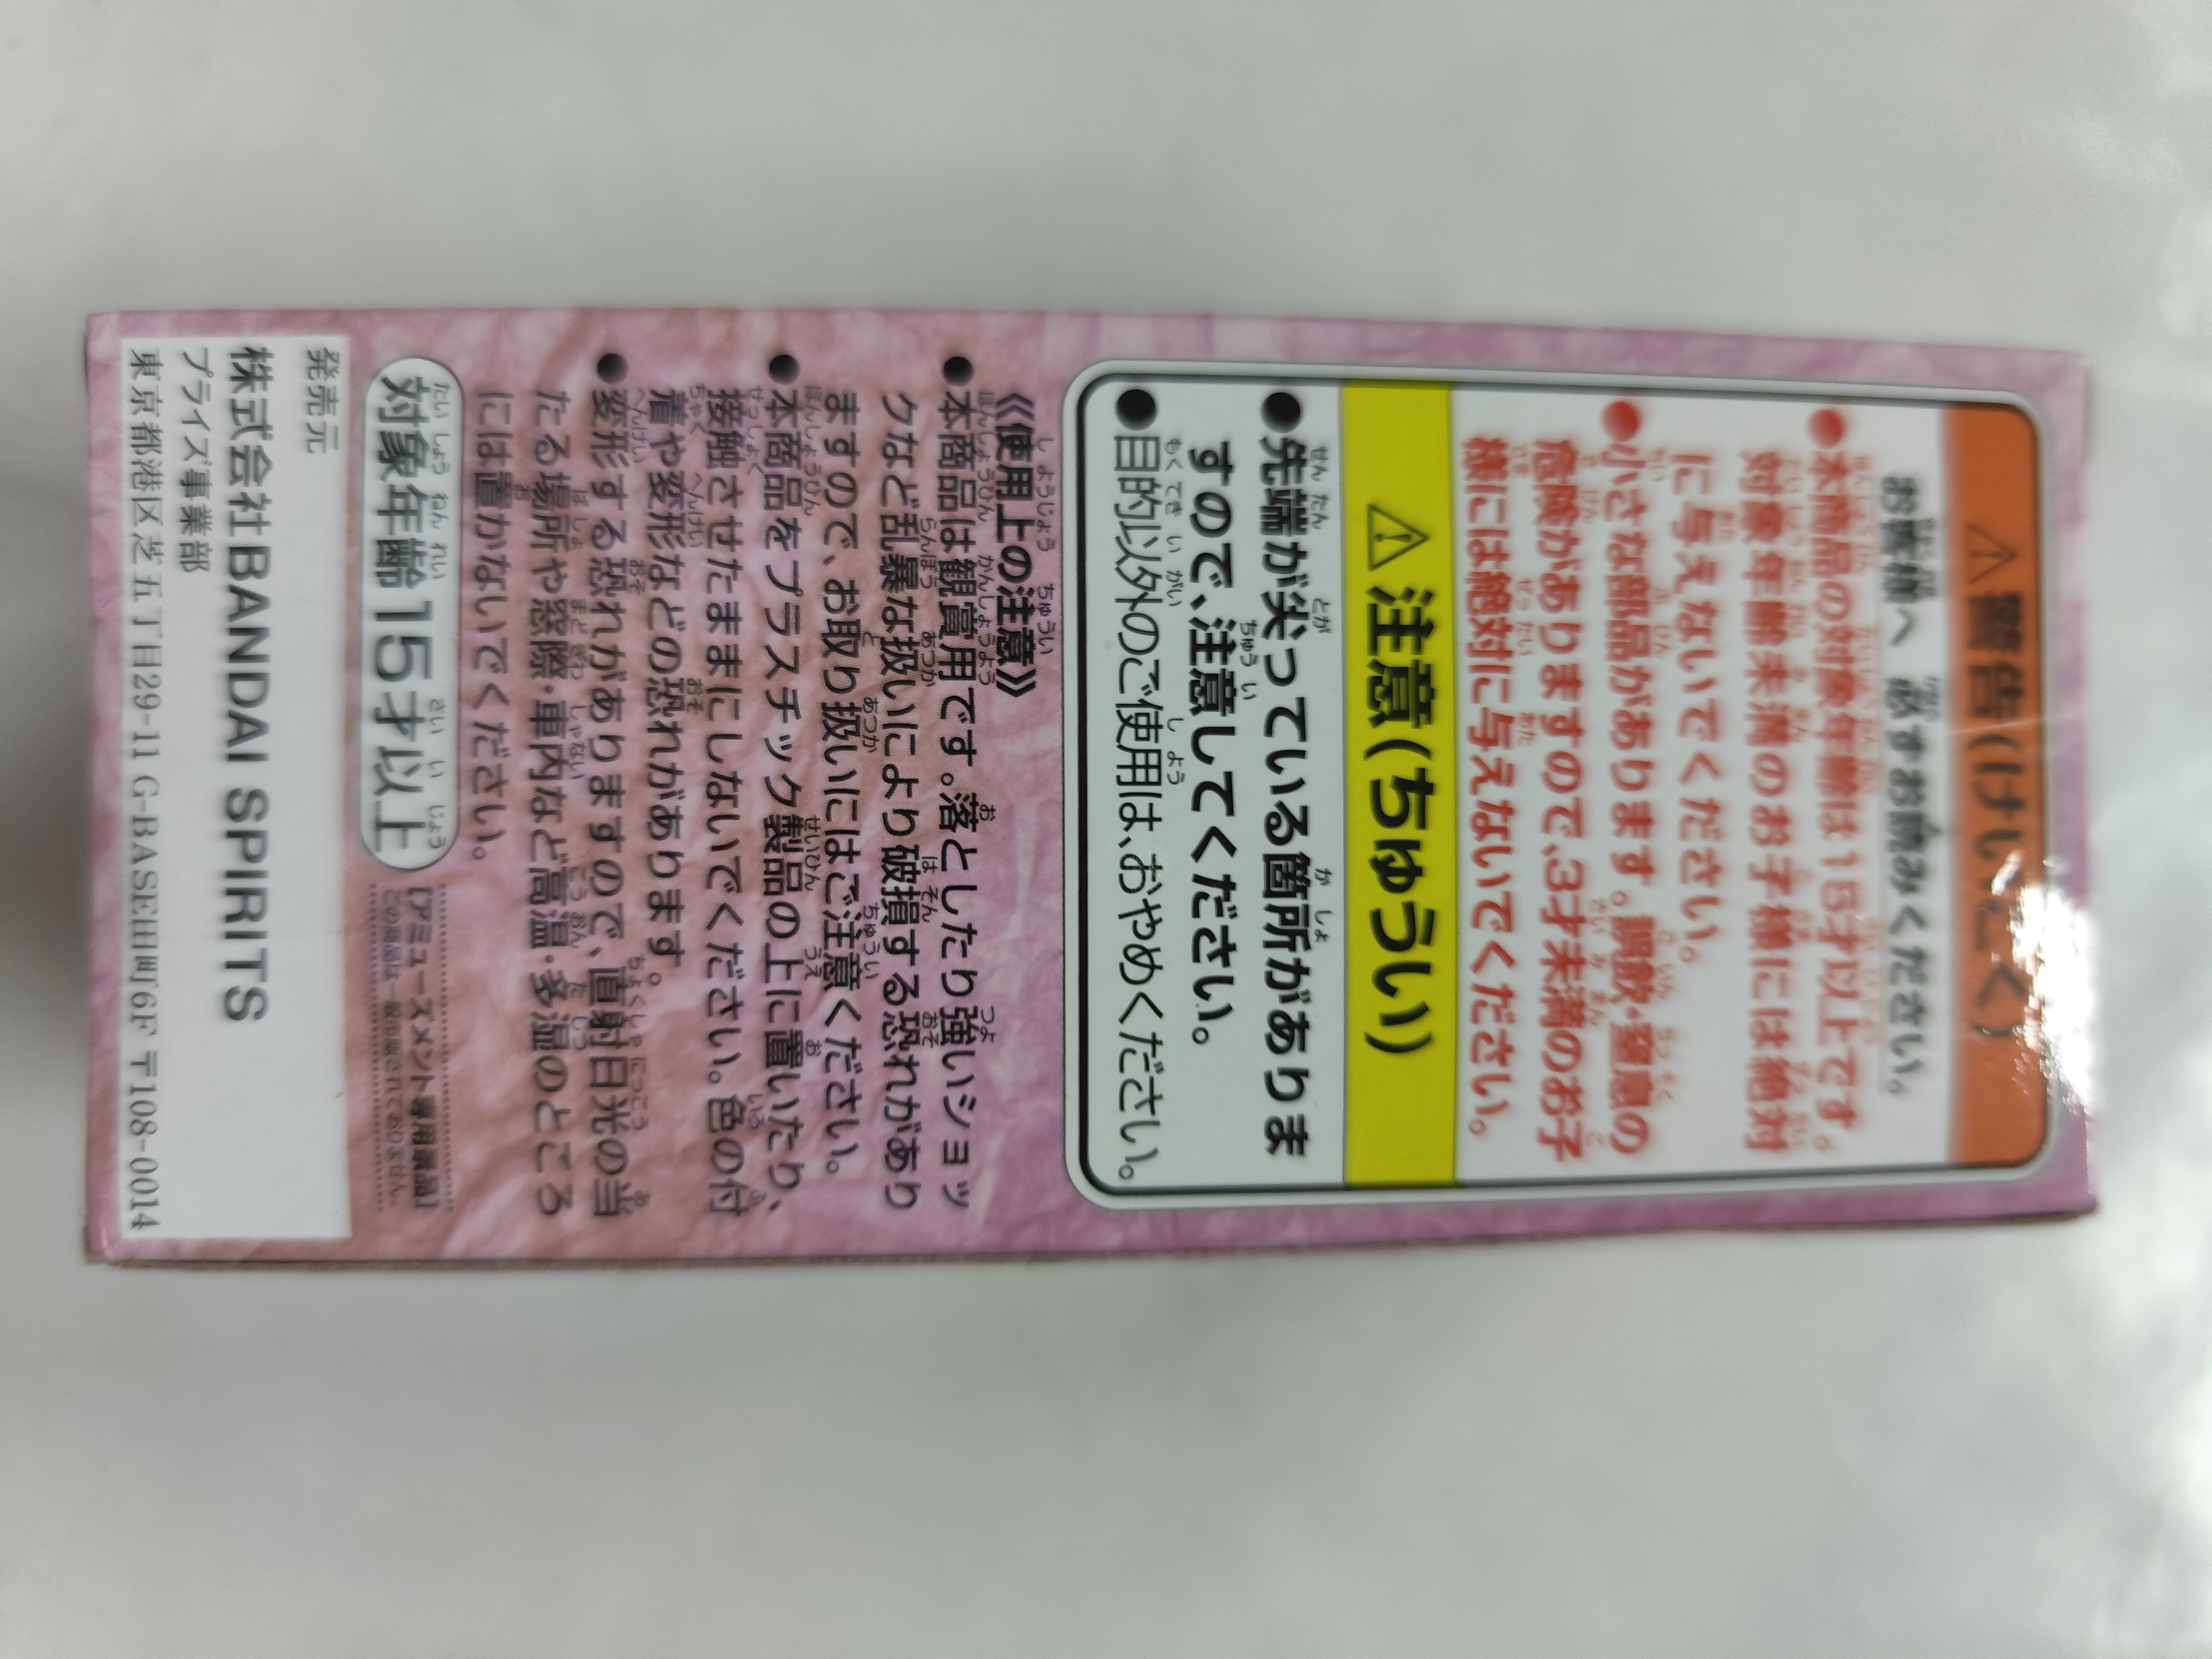 ⚠警告(けいこく)
お客様へ 必ずお読みください。
●本商品の対象年齢は15才以上です。
対象年齢未満のお子様には絶対
に与えないでください。
●小さな部品があります。誤飲・窒息の
危険がありますので、3才未満のお子
様には絶対に与えないでください。
⚠注意(ちゅうい)
●先端が尖っている箇所がありま
すので、注意してください。
●目的以外のご使用は、おやめください。
《使用上の注意》
●本商品は観賞用です。落としたり強いショッ
クなど乱暴な扱いにより破損する恐れがあり
ますので、お取り扱いにはご注意ください。
●本商品をプラスチック製品の上に置いたり、
接触させたままにしないでください。色の付
着や変形などの恐れがあります。
●変形する恐れがありますので、直射日光の当
たる場所や窓際・車内など高温・多湿のところ
には置かないでください。
対象年齢15才以上
[アミューズメント専用景品]
この商品は一般市販されておりません。
発売元
株式会社BANDAI SPIRITS
プライズ事業部
東京都港区芝五丁目29-11 G-BASE田町6F 〒108-0014